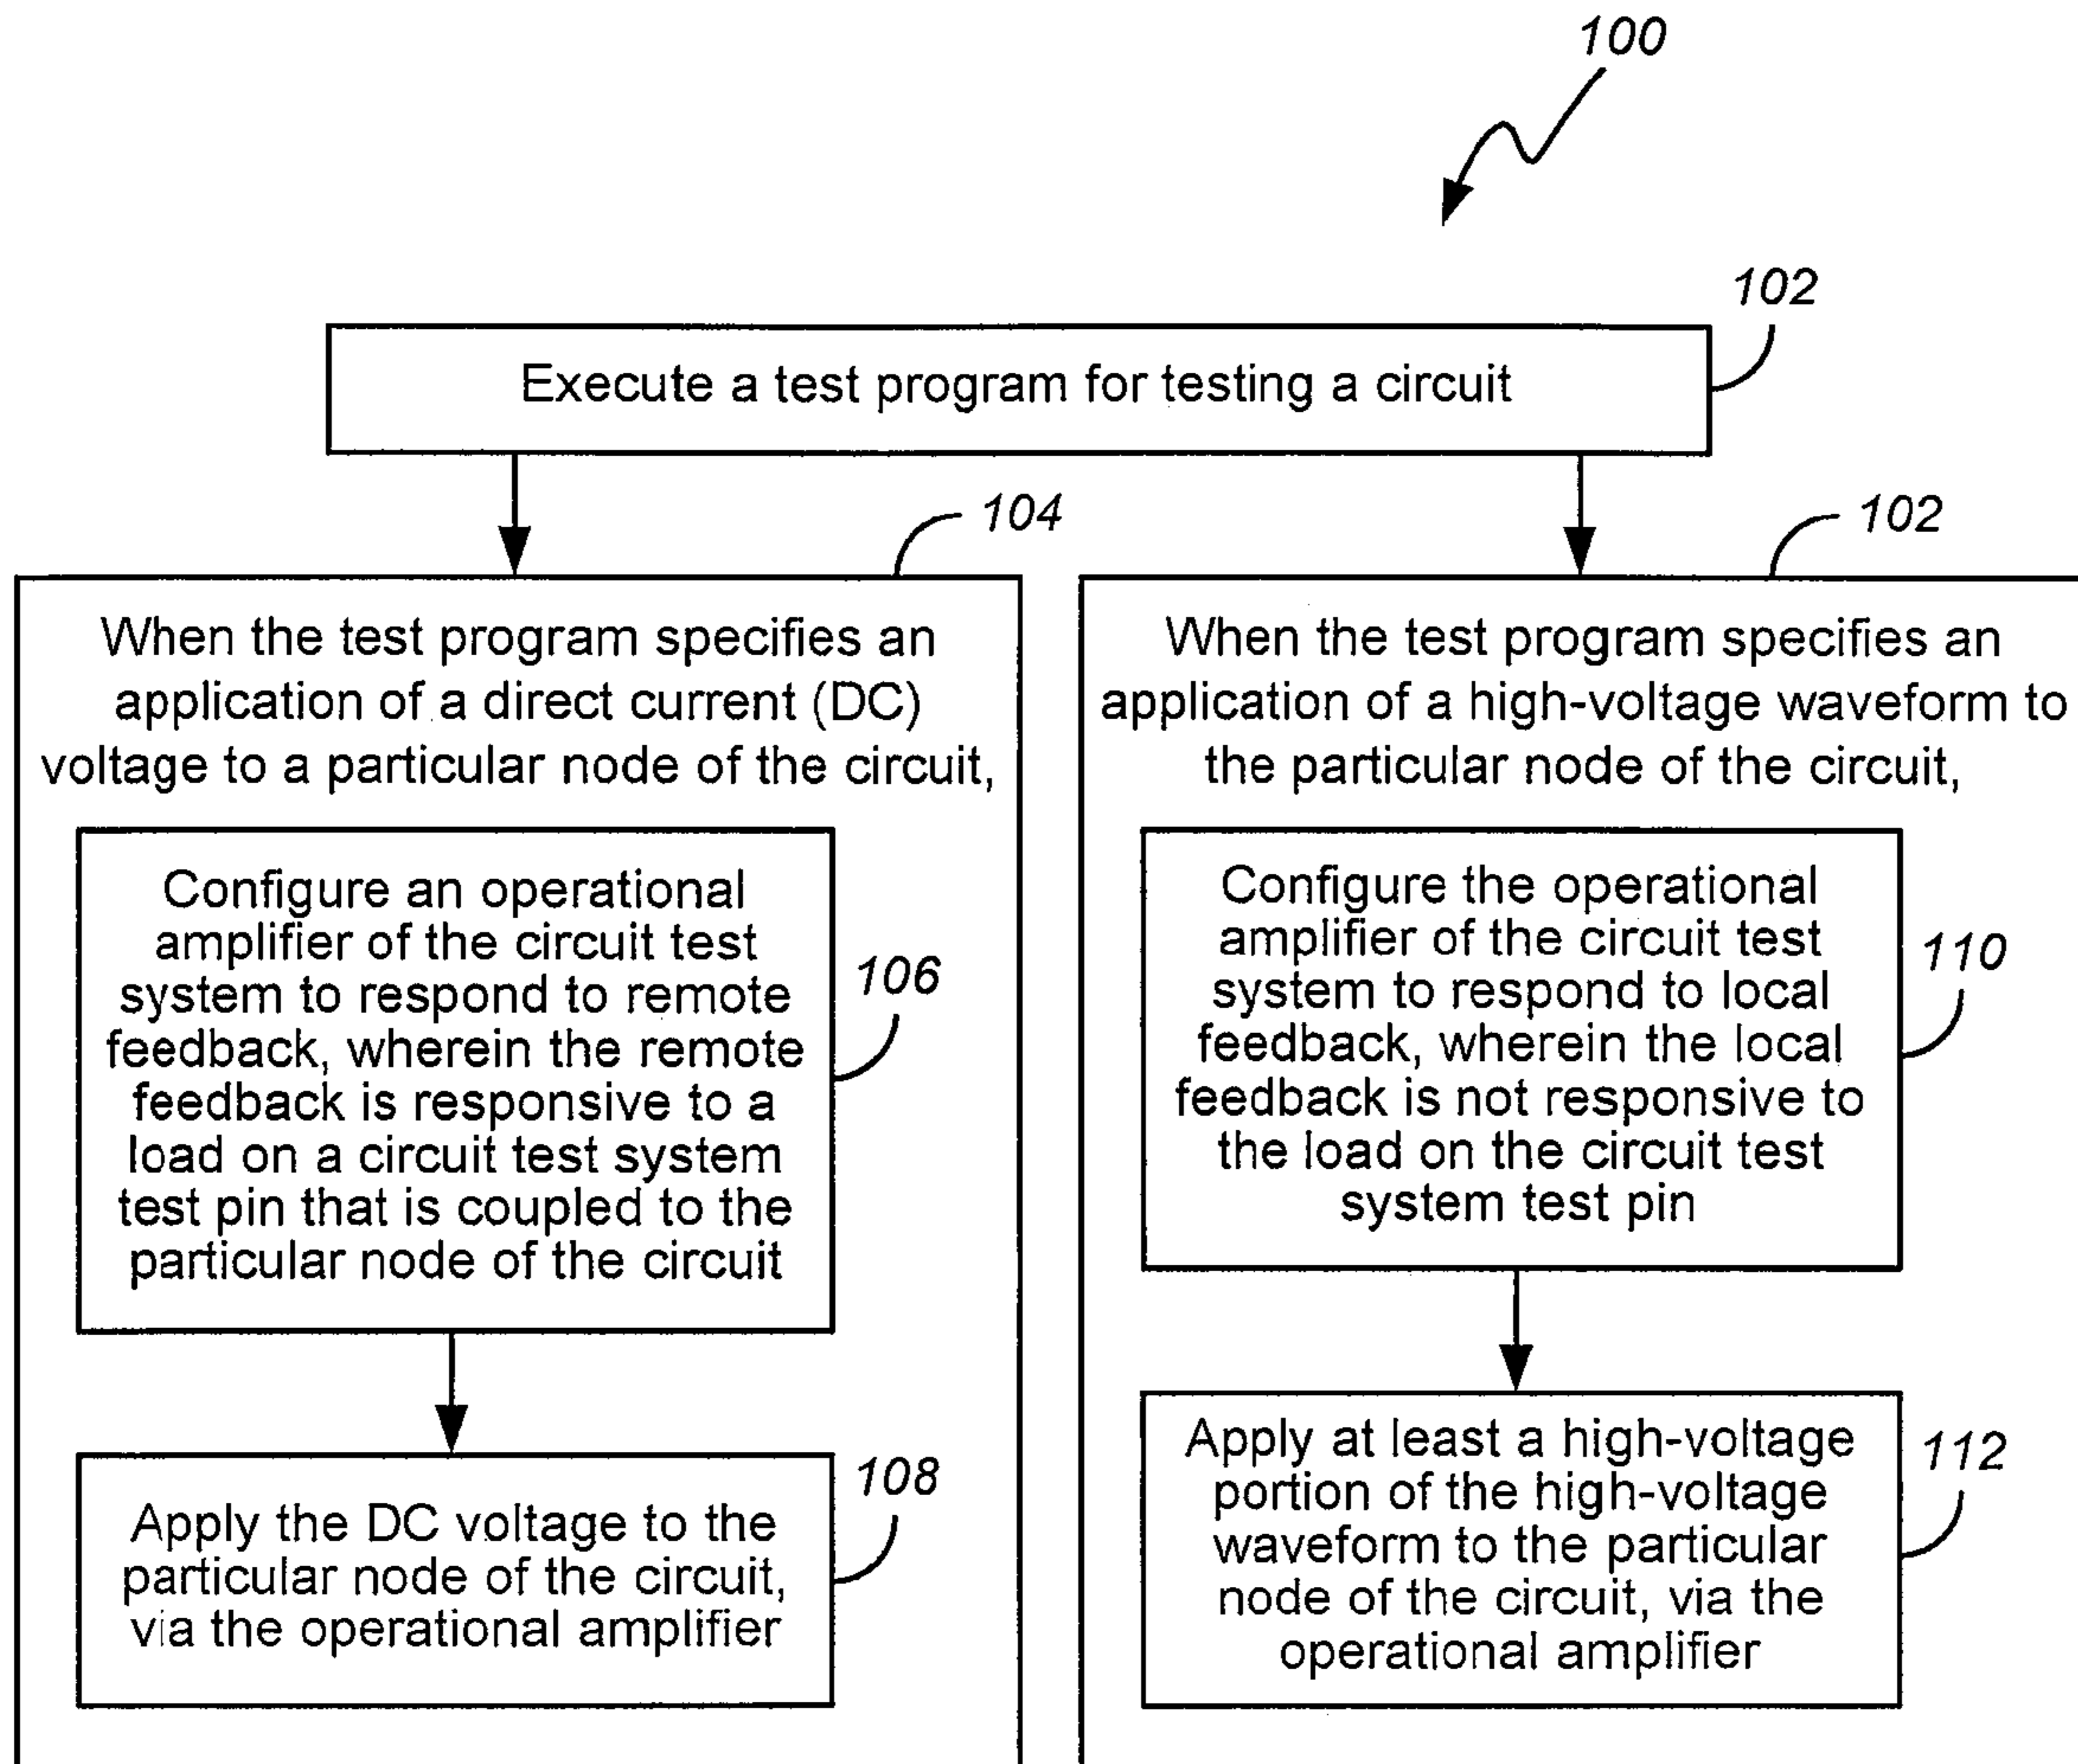 100
102
Execute a test program for testing a circuit
104
When the test program specifies an
application of a direct current (DC)
voltage to a particular node of the circuit,
106
Configure an operational
amplifier of the circuit test
system to respond to remote
feedback, wherein the remote
feedback is responsive to a
load on a circuit test system
test pin that is coupled to the
particular node of the circuit
108
Apply the DC voltage to the
particular node of the circuit,
via the operational amplifier
102
When the test program specifies an
application of a high-voltage waveform to
the particular node of the circuit,
110
Configure the operational
amplifier of the circuit test
system to respond to local
feedback, wherein the local
feedback is not responsive to
the load on the circuit test
system test pin
112
Apply at least a high-voltage
portion of the high-voltage
waveform to the particular
node of the circuit, via the
operational amplifier